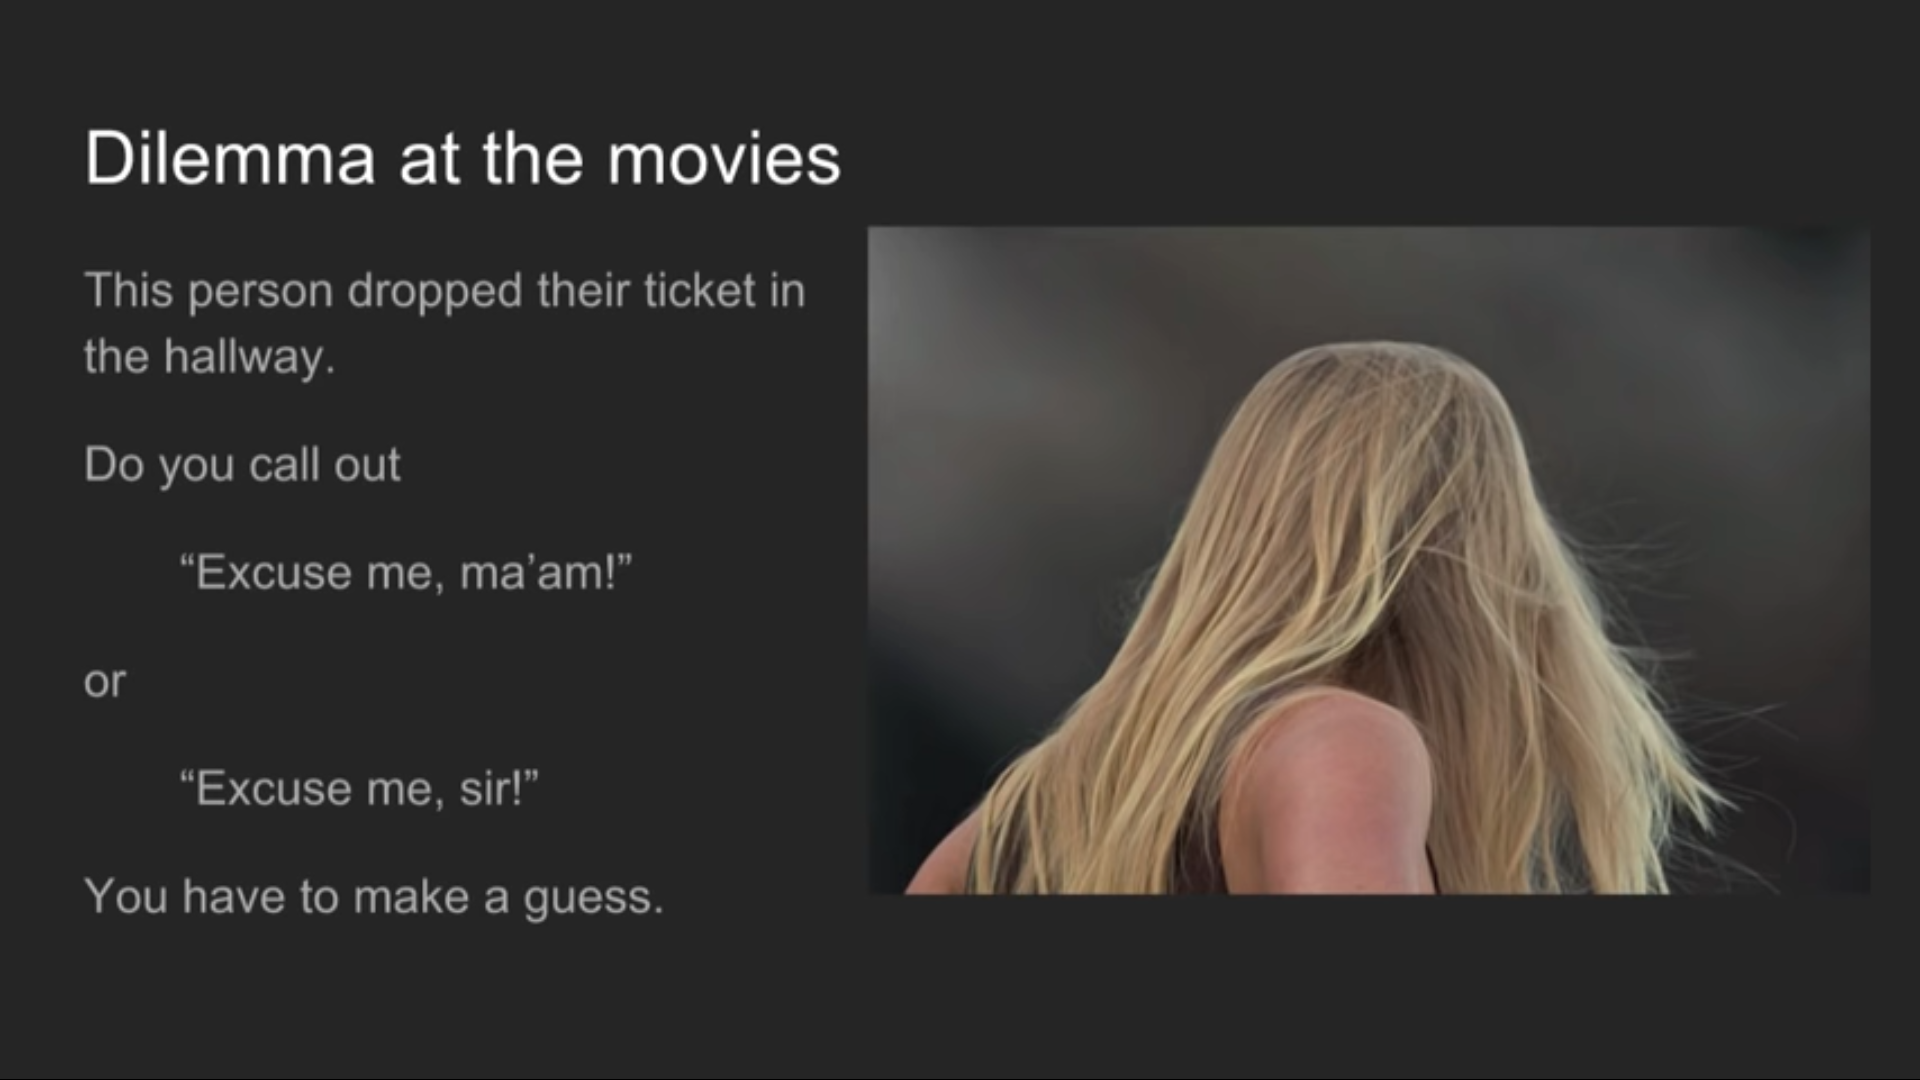 Dilemma at the movies
This person dropped their ticket in
the hallway.
Do you call out
“Excuse me, ma’am!”
or
“Excuse me, sir!”
You have to make a guess.